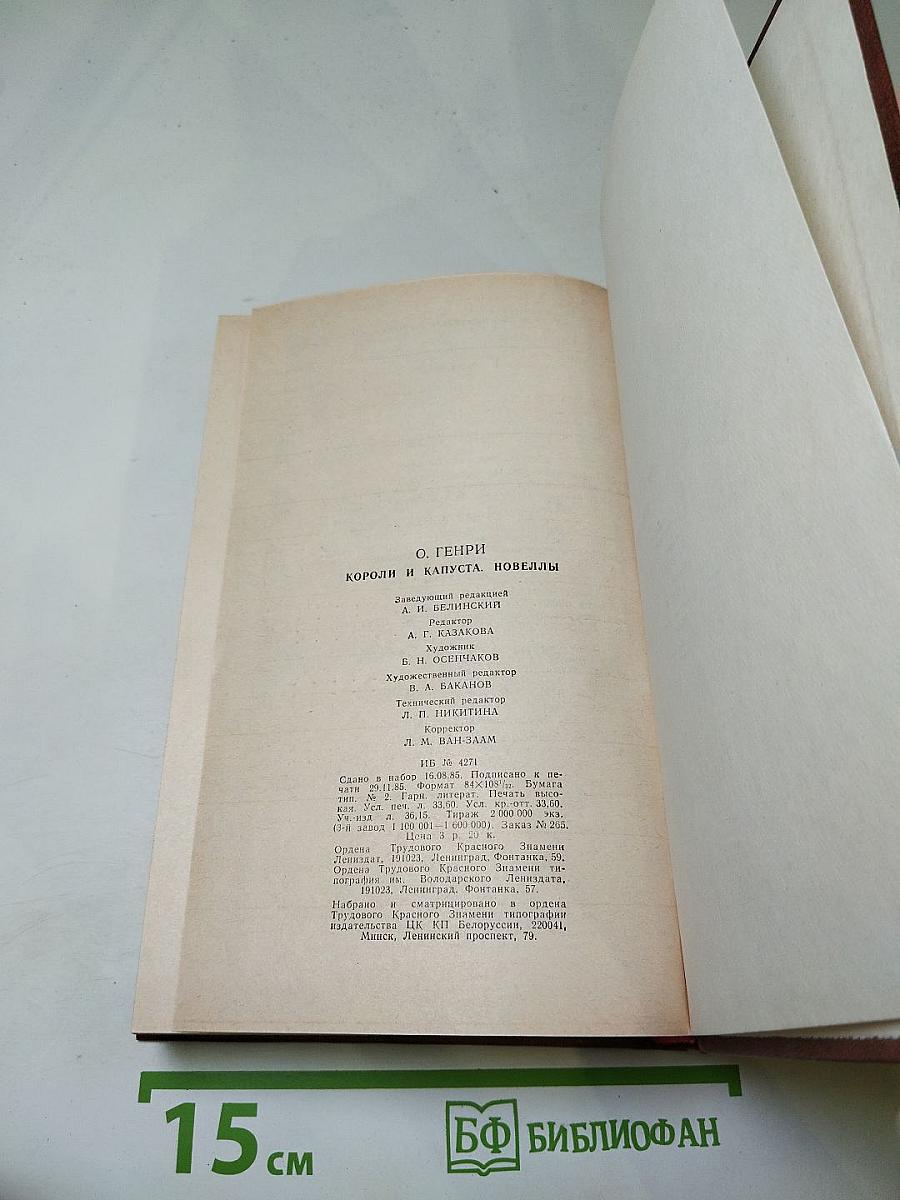 О. ГЕНРИ
КОРОЛИ И КАПУСТА. НОВЕЛЛЫ
Заведующий редакцией
А. И. БЕЛИНСКИЙ
Редактор
А. Г. КАЗАКОВА
Художник
Б. Н. ОСЕНЧАКОВ
Художественный редактор
В. А. БАКАНОВ
Технический редактор
Л. П. НИКИТИНА
Корректор
Л. М. ВАН-ЗААМ
ИБ № 4271
Сдано в набор 16.08.85. Подписано к пе-
чати 29.11.85. Формат 84×108¹/₃₂. Бумага
тип. № 2. Гарн. литерат. Печать высо-
кая. Усл. печ. л. 33,60. Усл. кр.-отт. 33,60.
Уч.-изд л. 36,15. Тираж 2 000 000 экз.
(3-й завод 1 100 001—1 600 000). Заказ № 265.
Цена 3 р. 20 к.
Ордена Трудового Красного Знамени
Лениздат, 191023, Ленинград, Фонтанка, 59.
Ордена Трудового Красного Знамени ти-
пография им. Володарского Лениздата,
191023, Ленинград, Фонтанка, 57.
Набрано и сматрицировано в ордена
Трудового Красного Знамени типографии
издательства ЦК КП Белоруссии, 220041,
Минск, Ленинский проспект, 79.
15 см
БФ БИБЛИОФАН